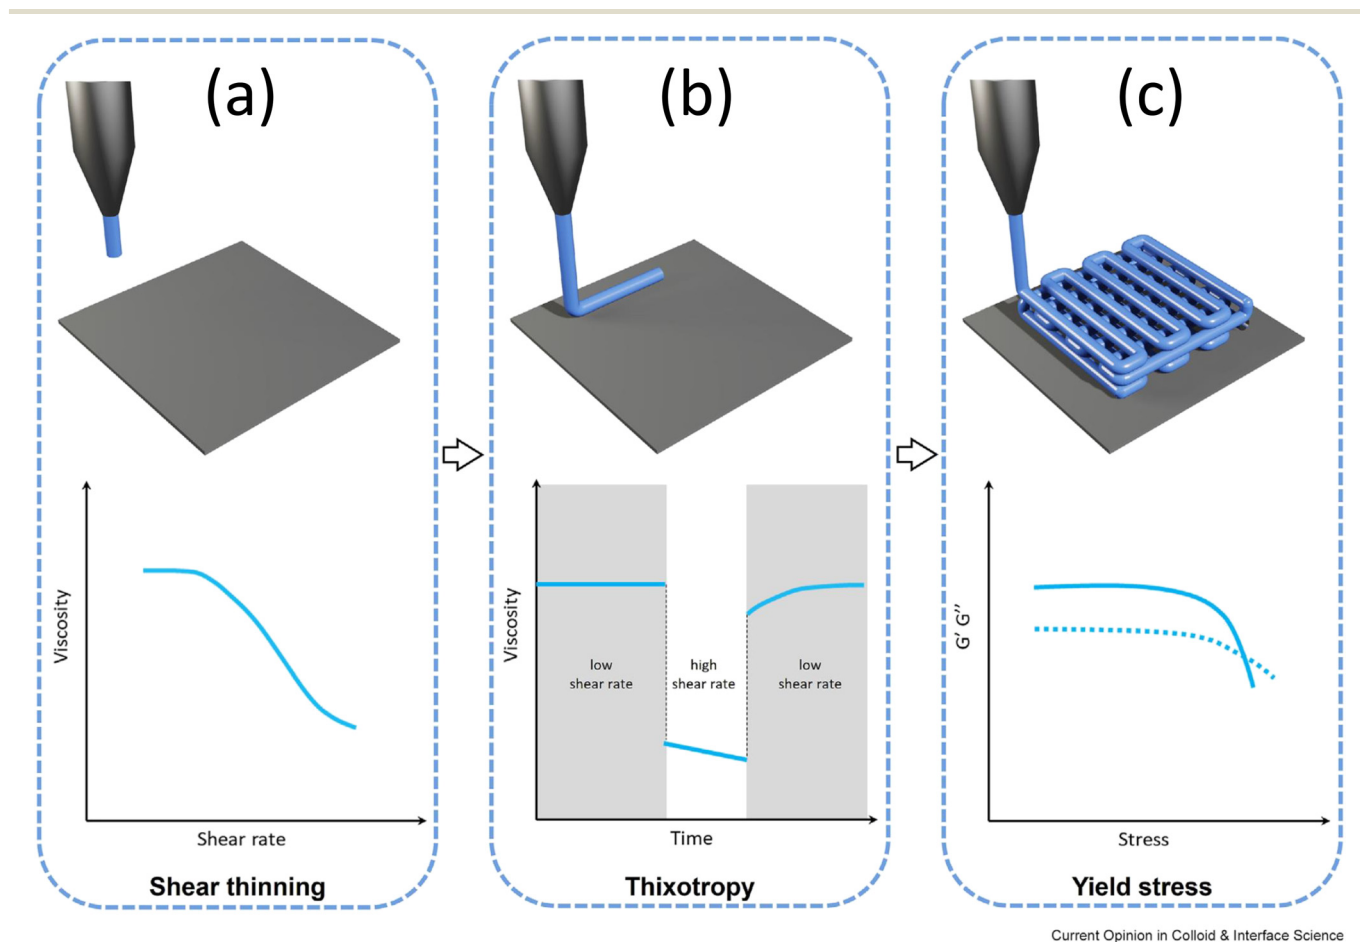 (a)
Viscosity
Shear rate
Shear thinning
(b)
Viscosity
low
shear rate
high
shear rate
low
shear rate
Time
Thixotropy
(c)
G′ G″
Stress
Yield stress
Current Opinion in Colloid & Interface Science